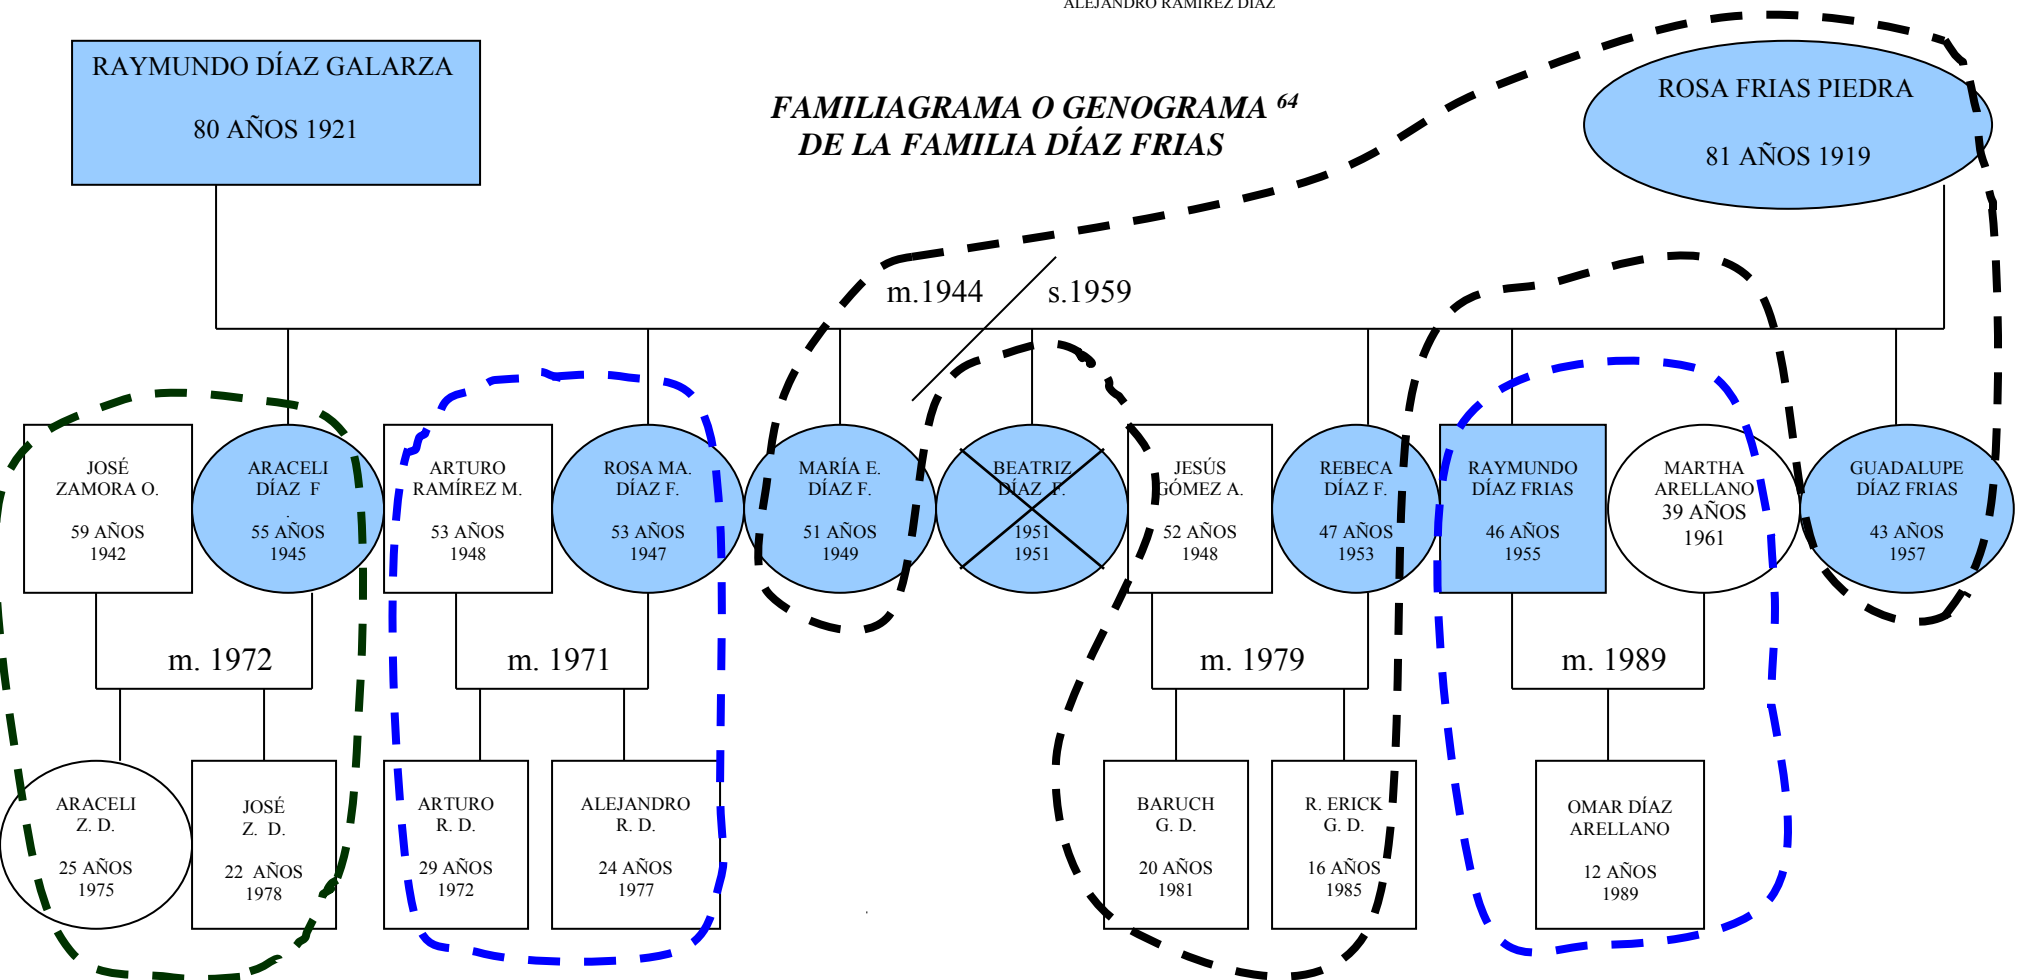 ALEJANDRO RAMÍREZ DÍAZ
RAYMUNDO DÍAZ GALARZA
80 AÑOS 1921
FAMILIAGRAMA O GENOGRAMA 64
DE LA FAMILIA DÍAZ FRIAS
ROSA FRIAS PIEDRA
81 AÑOS 1919
m.1944
s.1959
JOSÉ
ZAMORA O.
59 AÑOS
1942
ARACELI
DÍAZ F
.
55 AÑOS
1945
ARTURO
RAMÍREZ M.
53 AÑOS
1948
ROSA MA.
DÍAZ F.
53 AÑOS
1947
MARÍA E.
DÍAZ F.
51 AÑOS
1949
BEATRIZ
DÍAZ F.
1951
1951
JESÚS
GÓMEZ A.
52 AÑOS
1948
REBECA
DÍAZ F.
47 AÑOS
1953
RAYMUNDO
DÍAZ FRIAS
46 AÑOS
1955
MARTHA
ARELLANO
39 AÑOS
1961
GUADALUPE
DÍAZ FRIAS
43 AÑOS
1957
m. 1972
m. 1971
m. 1979
m. 1989
ARACELI
Z. D.
25 AÑOS
1975
JOSÉ
Z. D.
22 AÑOS
1978
ARTURO
R. D.
29 AÑOS
1972
ALEJANDRO
R. D.
24 AÑOS
1977
BARUCH
G. D.
20 AÑOS
1981
R. ERICK
G. D.
16 AÑOS
1985
OMAR DÍAZ
ARELLANO
12 AÑOS
1989